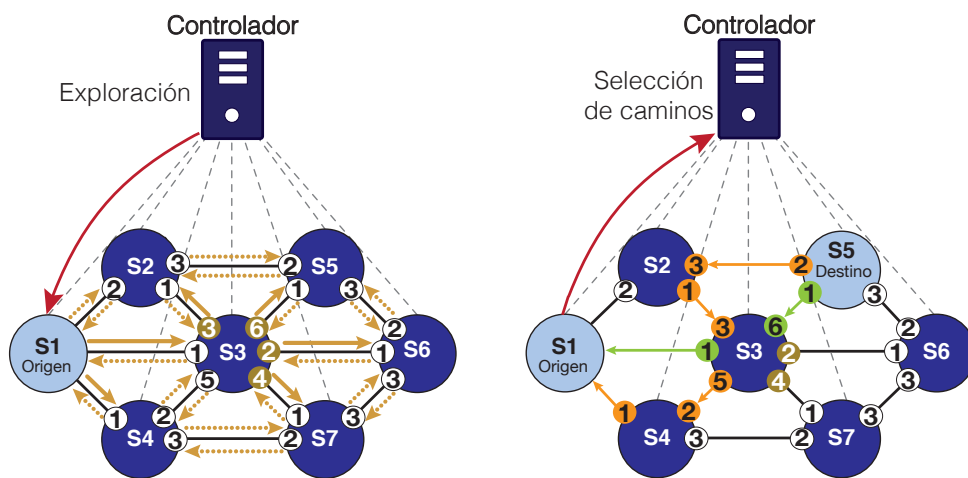 Controlador
Exploración
S2
3
2
1
2
S5
1
3
S1
Origen
3
6
1
S3
2
5
4
2
1
S6
3
1
2
S4
3
1
2
3
S7
Controlador
Selección
de caminos
S2
3
2
1
2
S5
Destino
1
3
S1
Origen
3
6
1
S3
2
5
4
2
1
S6
3
1
2
S4
3
1
2
3
S7